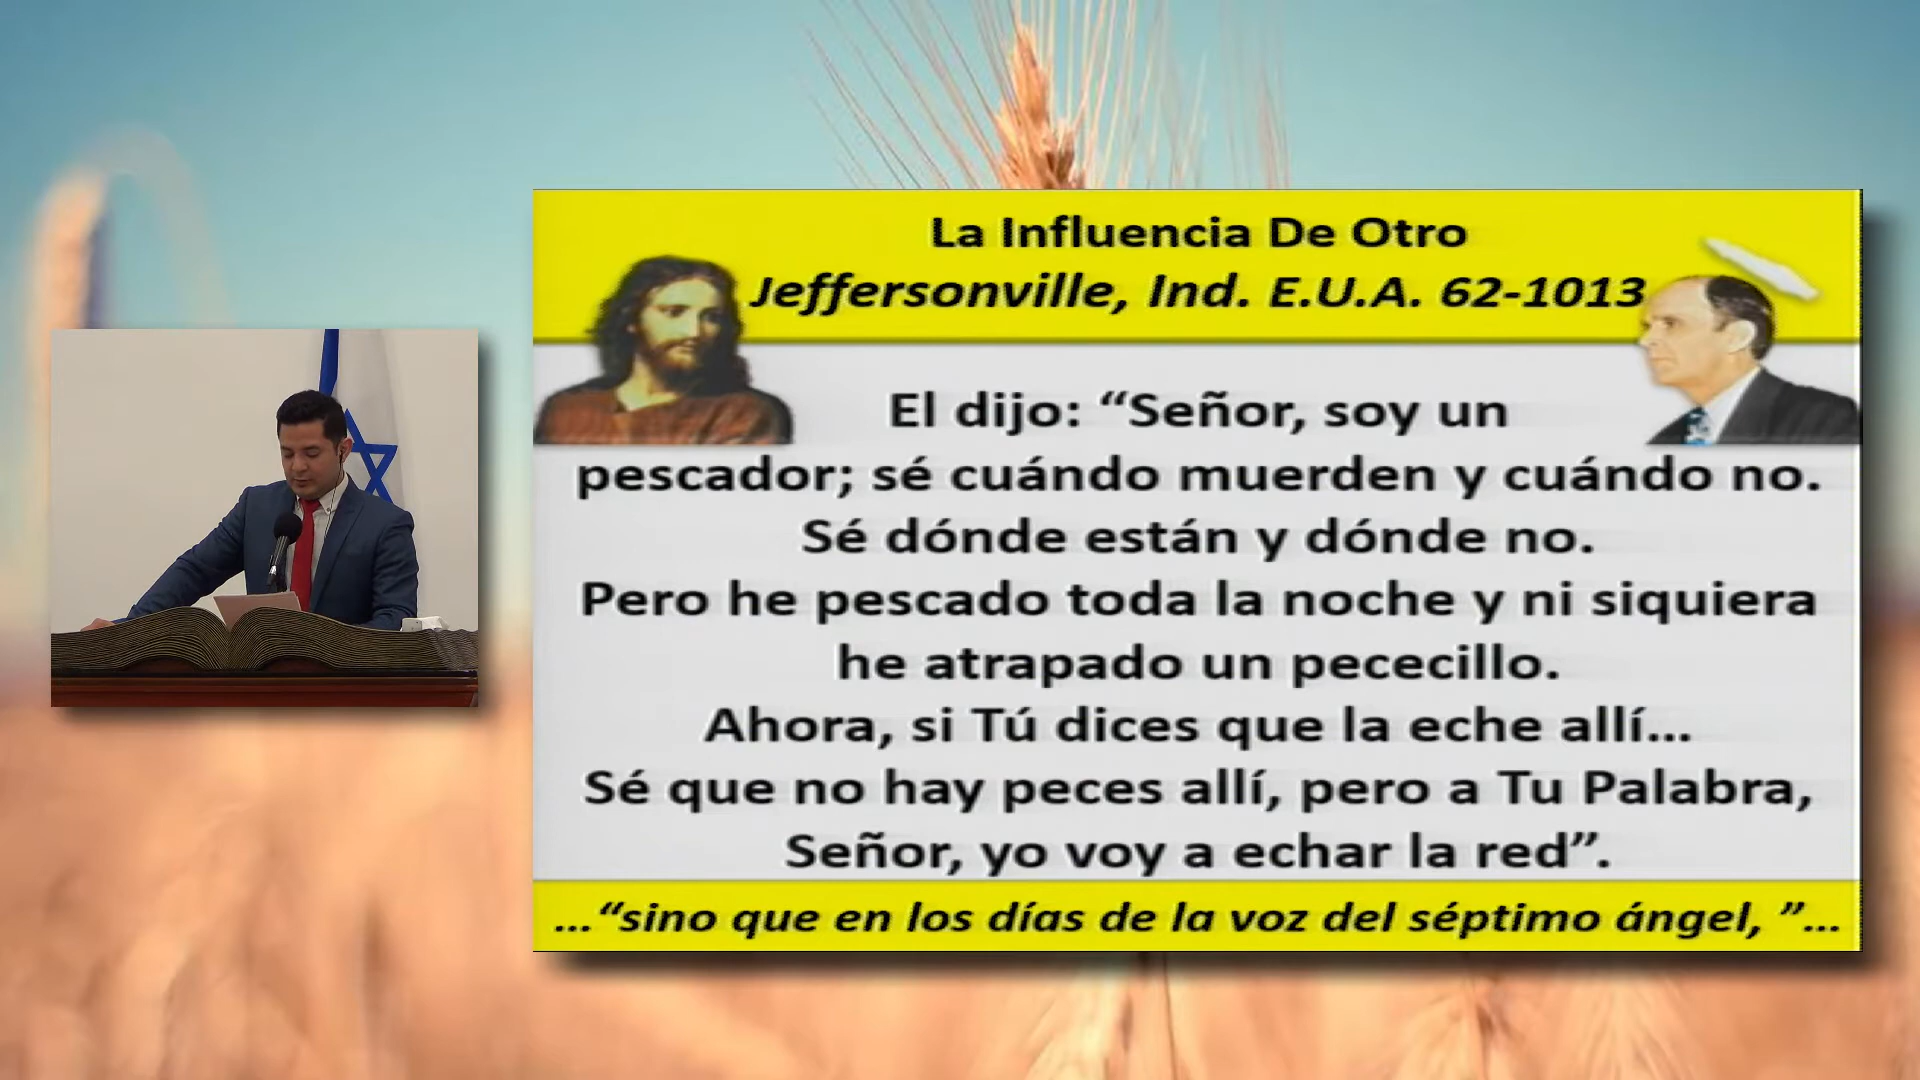 La Influencia De Otro
Jeffersonville, Ind. E.U.A. 62-1013
El dijo: “Señor, soy un
pescador; sé cuándo muerden y cuándo no.
Sé dónde están y dónde no.
Pero he pescado toda la noche y ni siquiera
he atrapado un pececillo.
Ahora, si Tú dices que la eche allí...
Sé que no hay peces allí, pero a Tu Palabra,
Señor, yo voy a echar la red”.
...“sino que en los días de la voz del séptimo ángel, ”...